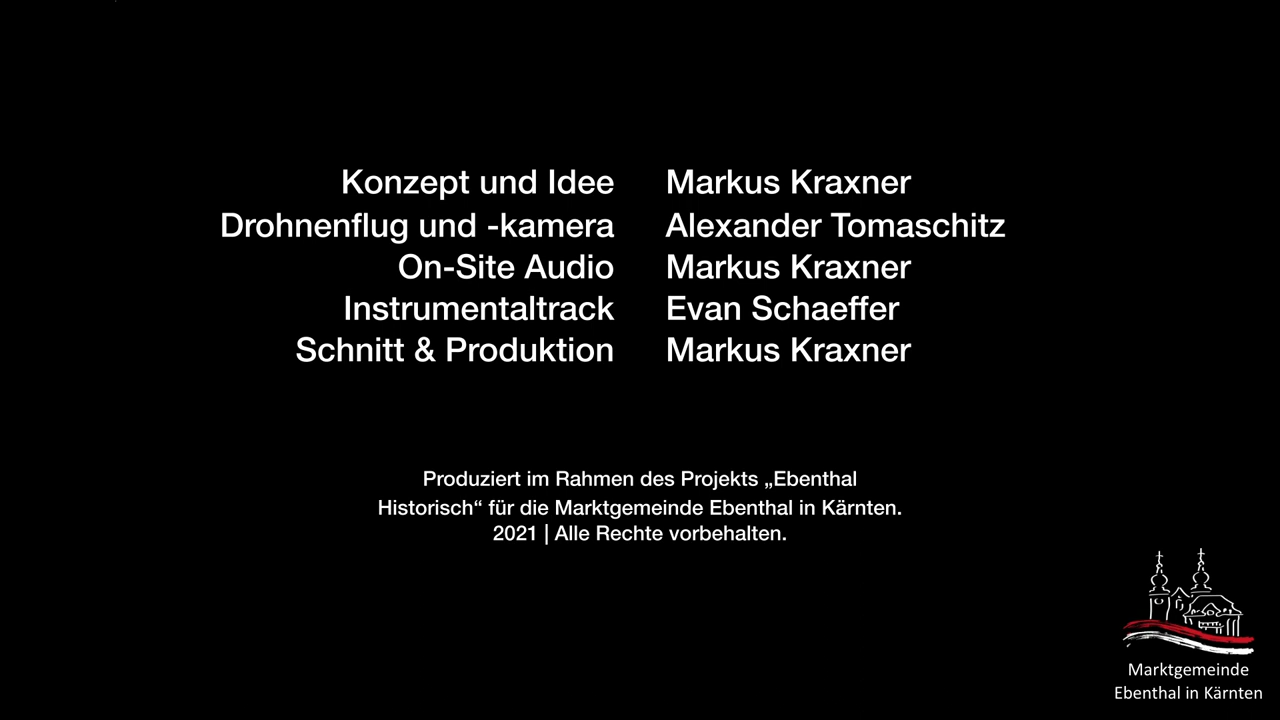 Konzept und Idee Markus Kraxner
Drohnenflug und -kamera Alexander Tomaschitz
On-Site Audio Markus Kraxner
Instrumentaltrack Evan Schaeffer
Schnitt & Produktion Markus Kraxner
Produziert im Rahmen des Projekts „Ebenthal
Historisch“ für die Marktgemeinde Ebenthal in Kärnten.
2021 | Alle Rechte vorbehalten.
Marktgemeinde
Ebenthal in Kärnten